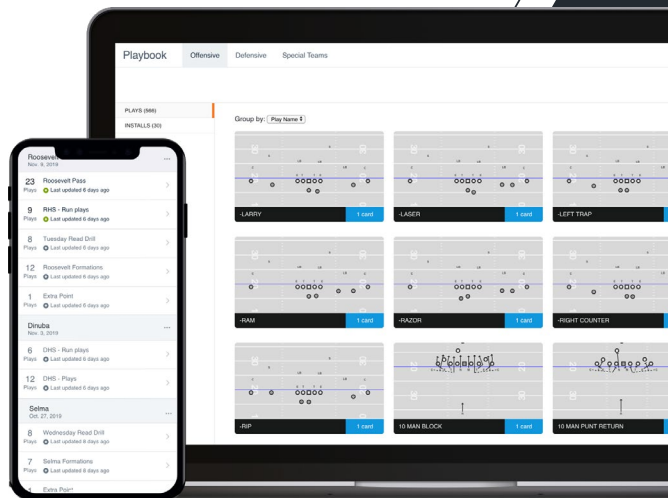 Playbook
Offensive
Defensive
Special Teams
PLAYS (566)
INSTALLS (30)
Group by: Play Name
-LARRY
1 card
-LASER
1 card
-LEFT TRAP
-RAM
1 card
-RAZOR
1 card
-RIGHT COUNTER
-RIP
1 card
10 MAN BLOCK
1 card
10 MAN PUNT RETURN
Roosevelt
Nov. 9, 2019
23 Roosevelt Pass
Plays Last updated 6 days ago
9 RHS - Run plays
Plays Last updated 6 days ago
8 Tuesday Read Drill
Plays Last updated 6 days ago
12 Roosevelt Formations
Plays Last updated 6 days ago
1 Extra Point
Plays Last updated 6 days ago
Dinuba
Nov. 3, 2019
6 DHS - Run plays
Plays Last updated 6 days ago
12 DHS - Plays
Plays Last updated 6 days ago
Selma
Oct. 27, 2019
8 Wednesday Read Drill
Plays Last updated 6 days ago
7 Selma Formations
Plays Last updated 6 days ago
1 Extra Point